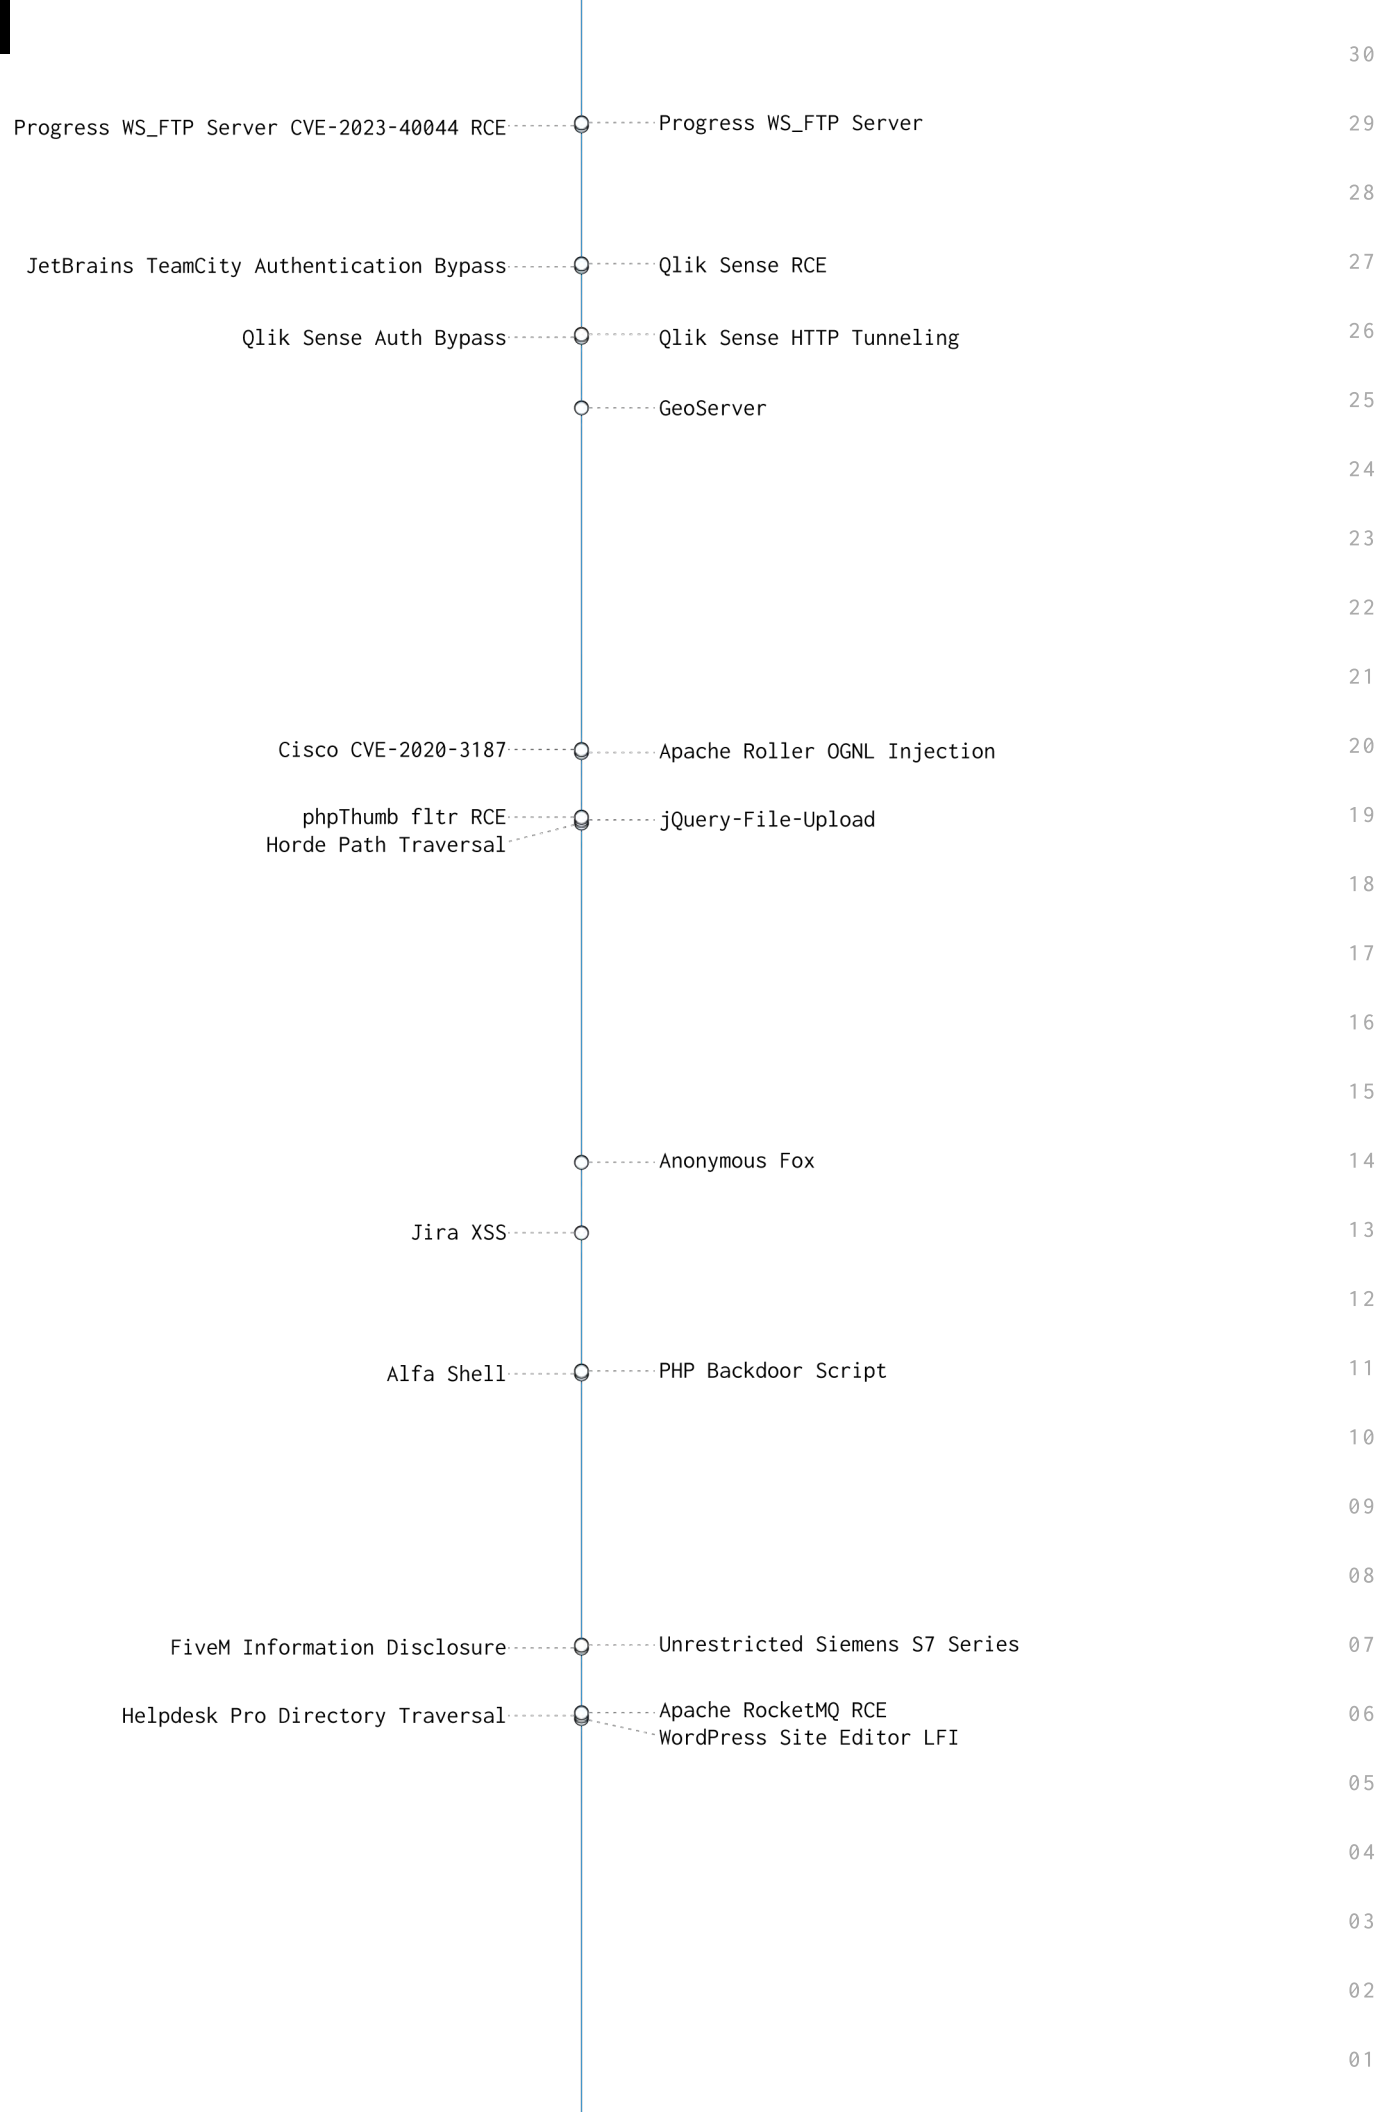 30
Progress WS_FTP Server CVE-2023-40044 RCE
Progress WS_FTP Server
29
28
JetBrains TeamCity Authentication Bypass
Qlik Sense RCE
27
Qlik Sense Auth Bypass
Qlik Sense HTTP Tunneling
26
GeoServer
25
24
23
22
21
Cisco CVE-2020-3187
Apache Roller OGNL Injection
20
phpThumb fltr RCE
jQuery-File-Upload
19
Horde Path Traversal
18
17
16
15
Anonymous Fox
14
Jira XSS
13
12
Alfa Shell
PHP Backdoor Script
11
10
09
08
FiveM Information Disclosure
Unrestricted Siemens S7 Series
07
Helpdesk Pro Directory Traversal
Apache RocketMQ RCE
06
WordPress Site Editor LFI
05
04
03
02
01